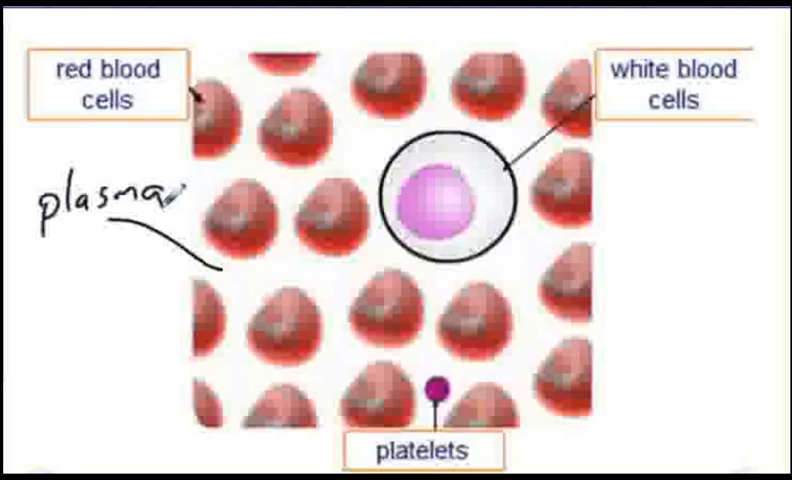 red blood
cells
white blood
cells
plasma
platelets